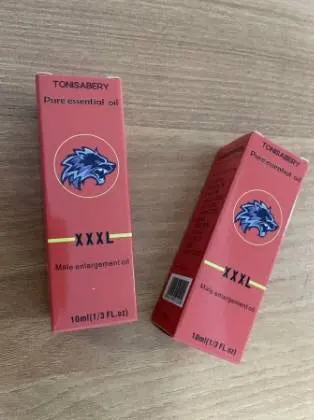 TONISABERY
Pure essential oil
XXXL
Male enlargement oil
10ml(1/3 FL.oz)
TONISABERY
Pure essential oil
XXXL
Male enlargement oil
10ml(1/3 FL.oz)